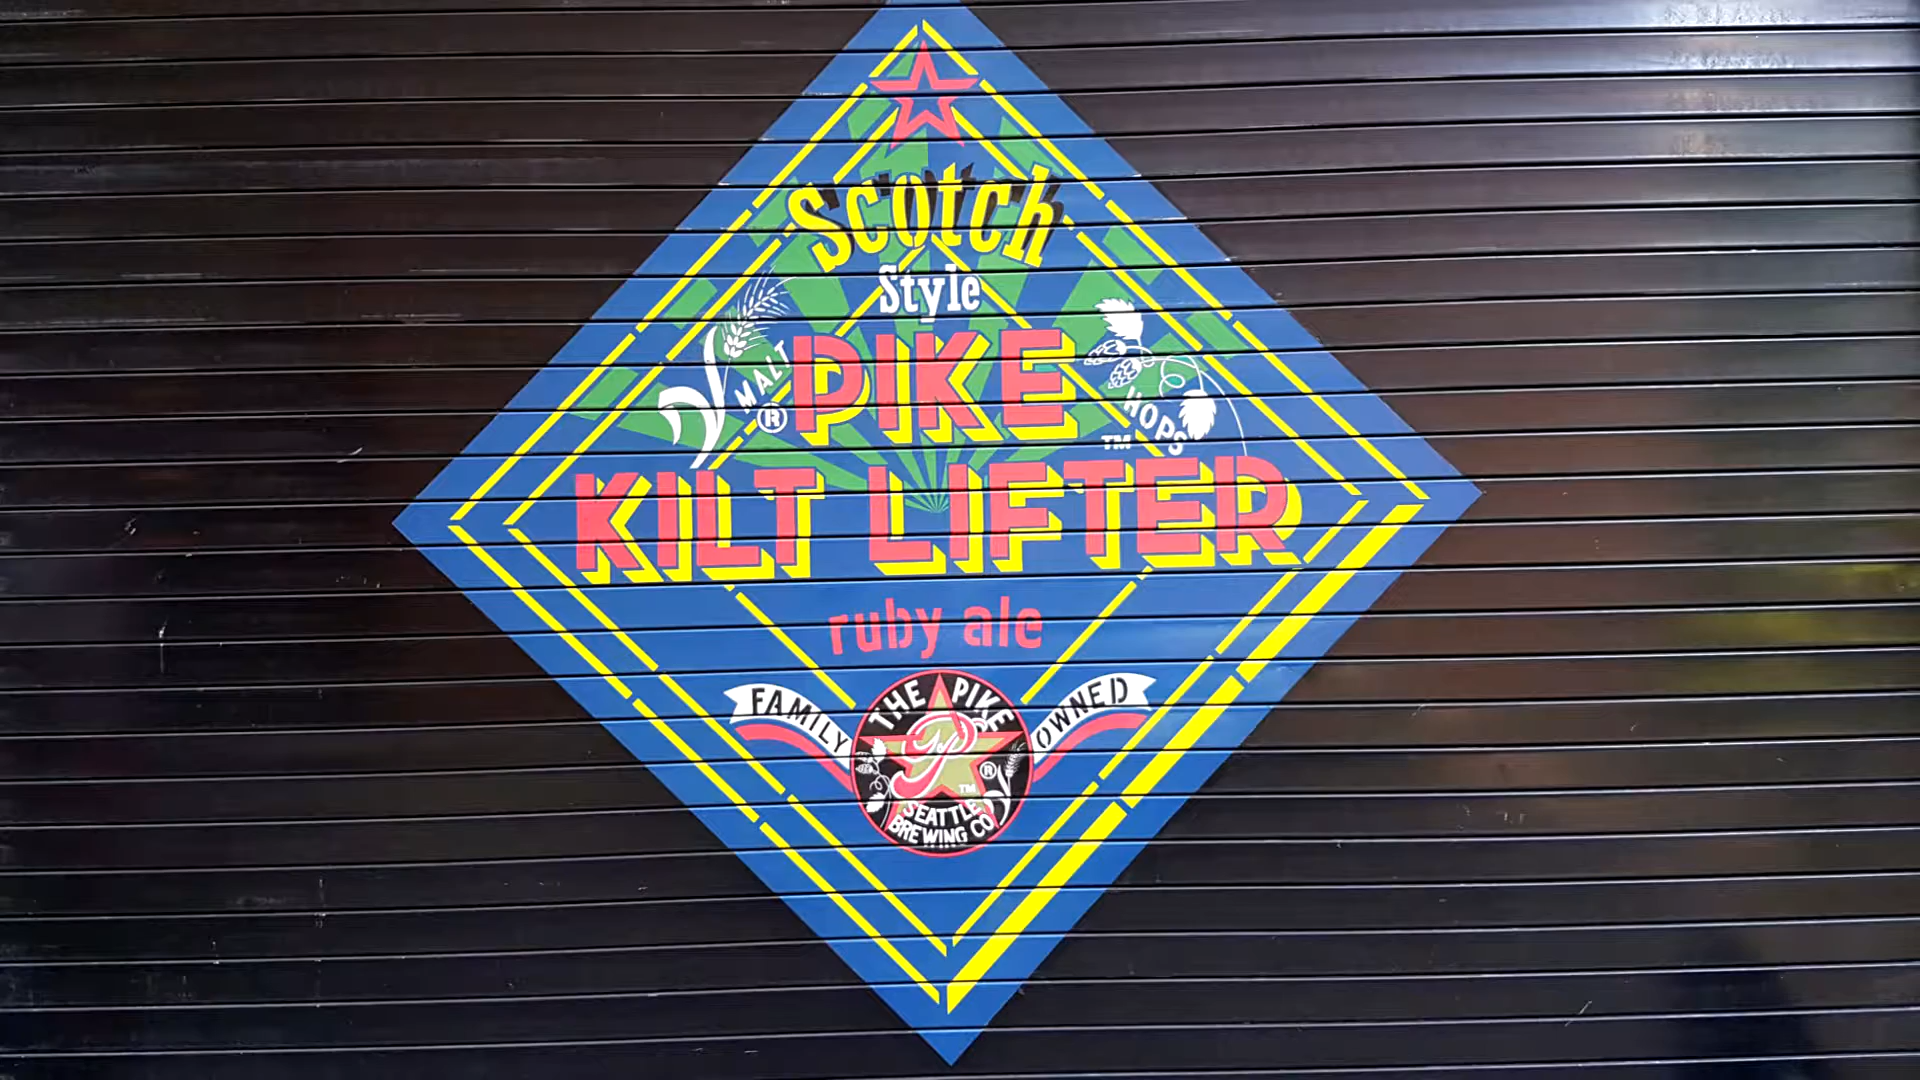 Scotch
Style
PIKE
MALT
®
HOPS
™
KILT LIFTER
ruby ale
FAMILY
OWNED
THE PIKE
®
™
SEATTLE
BREWING CO